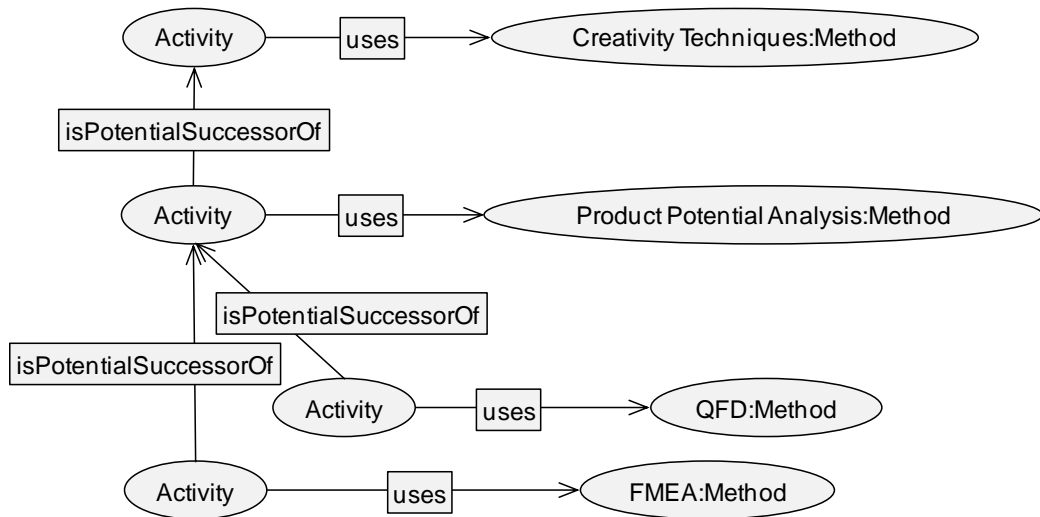 Activity
uses
Creativity Techniques:Method
isPotentialSuccessorOf
Activity
uses
Product Potential Analysis:Method
isPotentialSuccessorOf
isPotentialSuccessorOf
Activity
uses
QFD:Method
Activity
uses
FMEA:Method